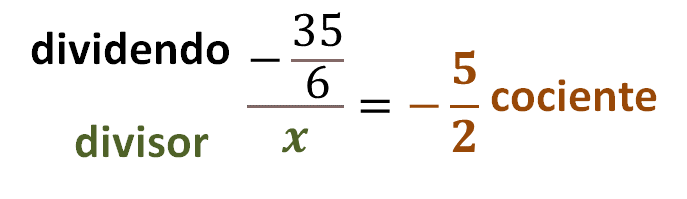 dividendo
− 35/6
x
= − 5/2
cociente
divisor